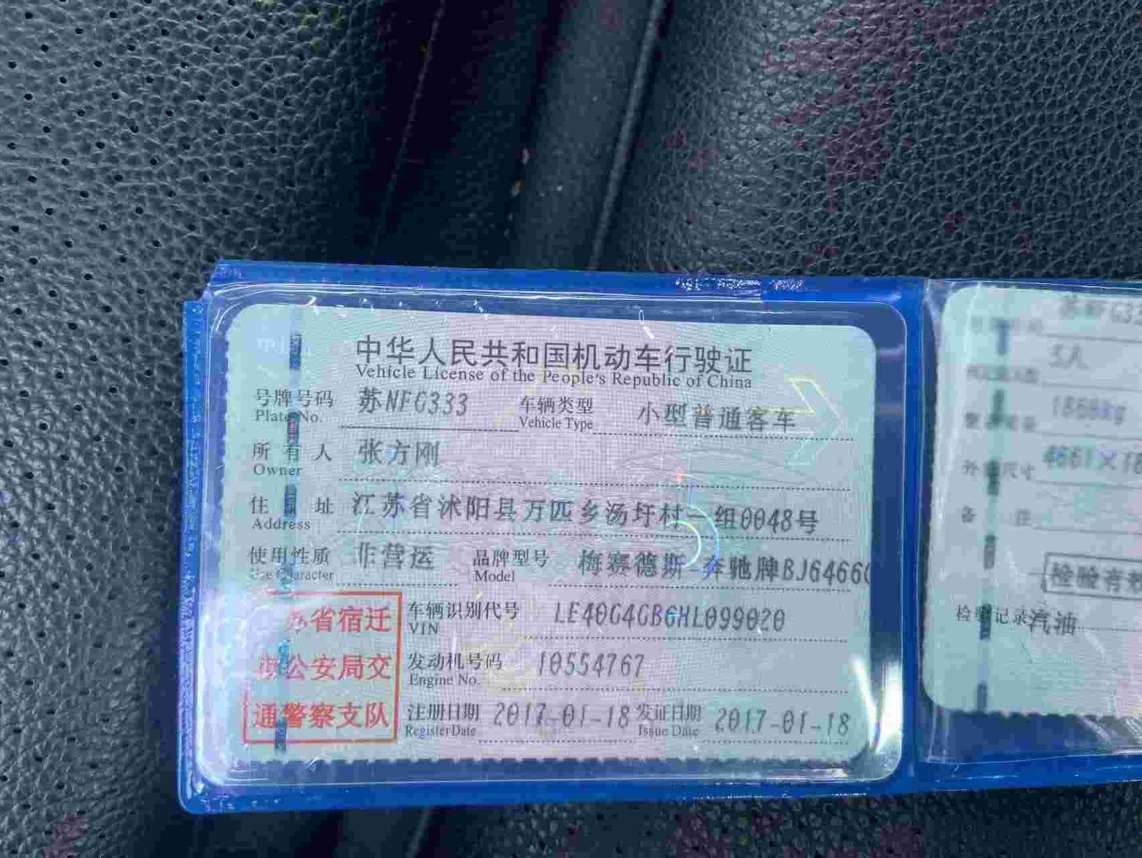 中华人民共和国机动车行驶证
Vehicle License of the People's Republic of China
号牌号码 苏NFG333 车辆类型 小型普通客车
Plate No. Vehicle Type
所有人 张方刚
Owner
住址 江苏省沭阳县万匹乡汤圩村一组0048号
Address
使用性质 非营运 品牌型号 梅赛德斯-奔驰牌BJ6466
Use Character Model
苏省宿迁 车辆识别代号 LE40G4GB6HL099020
VIN
公安局交 发动机号码 10554767
Engine No.
通警察支队 注册日期 2017-01-18 发证日期 2017-01-18
Register Date Issue Date
5人
1860kg
外 尺寸 4661×18
备 注
检验有
检验记录 汽油